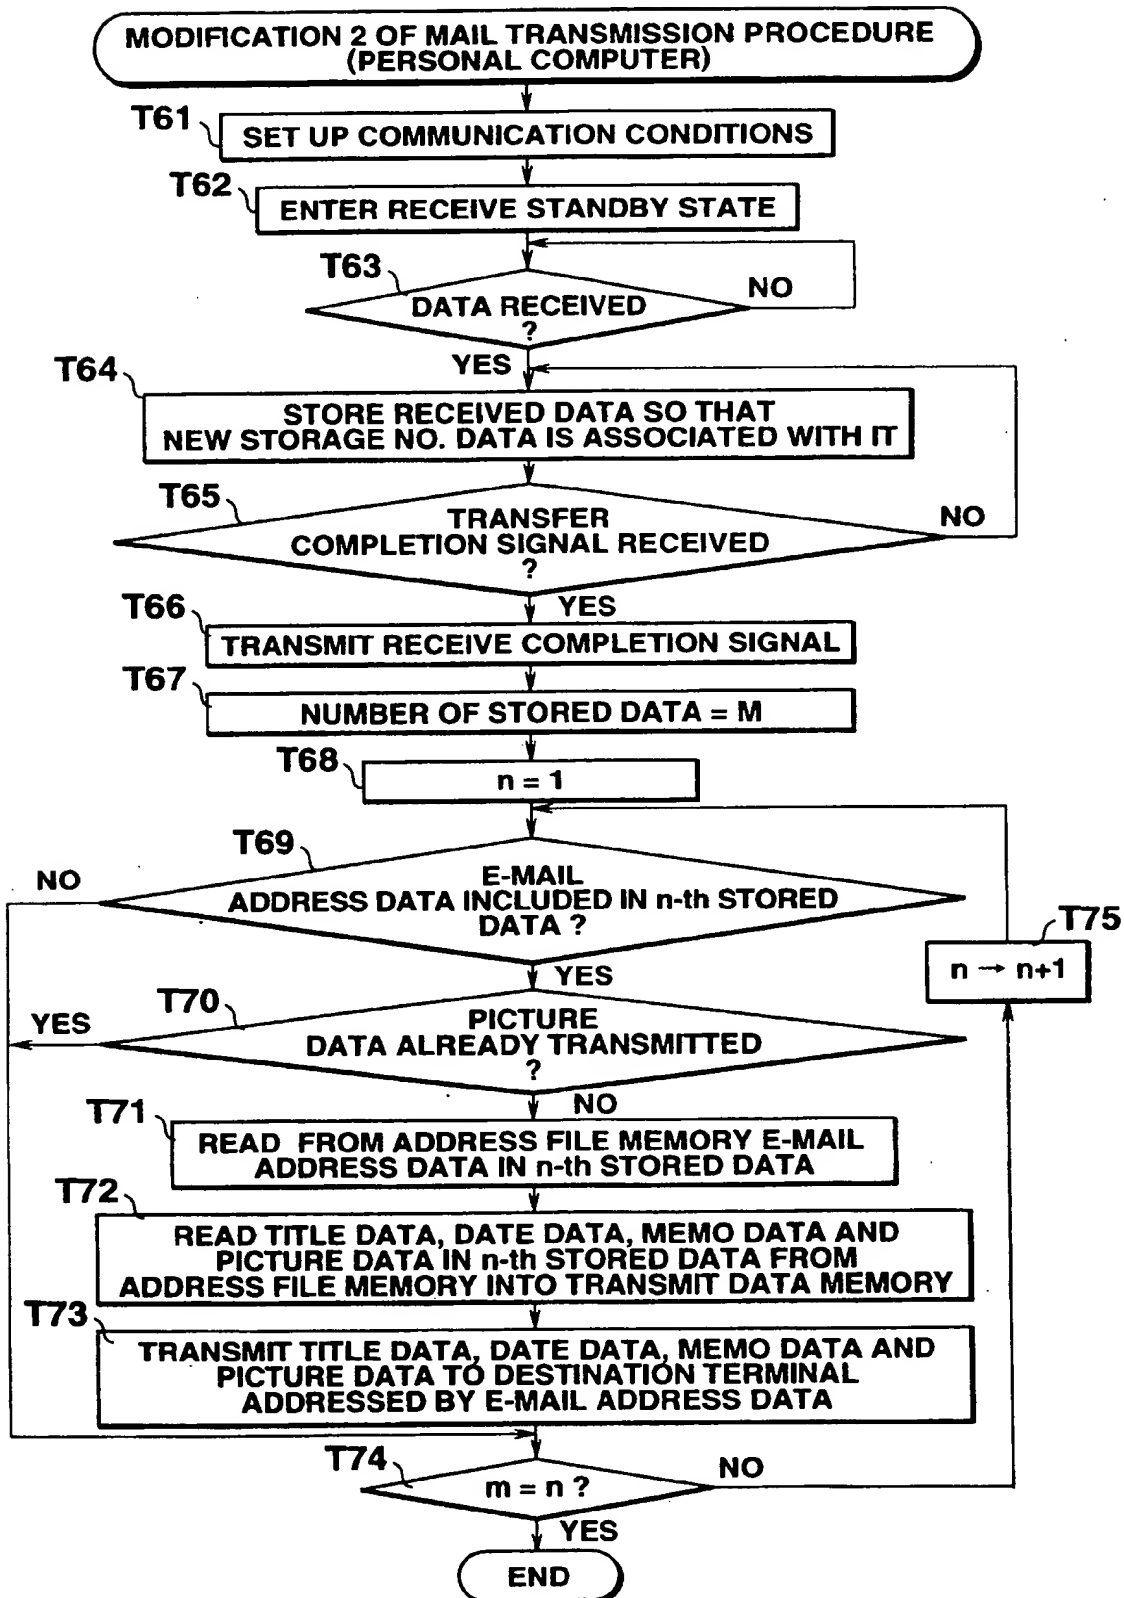 MODIFICATION 2 OF MAIL TRANSMISSION PROCEDURE
(PERSONAL COMPUTER)
T61
SET UP COMMUNICATION CONDITIONS
T62
ENTER RECEIVE STANDBY STATE
T63
NO
DATA RECEIVED
?
YES
T64
STORE RECEIVED DATA SO THAT
NEW STORAGE NO. DATA IS ASSOCIATED WITH IT
T65
TRANSFER
NO
COMPLETION SIGNAL RECEIVED
?
YES
T66
TRANSMIT RECEIVE COMPLETION SIGNAL
T67
NUMBER OF STORED DATA = M
T68
n = 1
T69
NO
E-MAIL
ADDRESS DATA INCLUDED IN n-th STORED
DATA ?
YES
T75
n → n+1
T70
YES
PICTURE
DATA ALREADY TRANSMITTED
?
NO
T71
READ FROM ADDRESS FILE MEMORY E-MAIL
ADDRESS DATA IN n-th STORED DATA
T72
READ TITLE DATA, DATE DATA, MEMO DATA AND
PICTURE DATA IN n-th STORED DATA FROM
ADDRESS FILE MEMORY INTO TRANSMIT DATA MEMORY
T73
TRANSMIT TITLE DATA, DATE DATA, MEMO DATA AND
PICTURE DATA TO DESTINATION TERMINAL
ADDRESSED BY E-MAIL ADDRESS DATA
T74
NO
m = n ?
YES
END